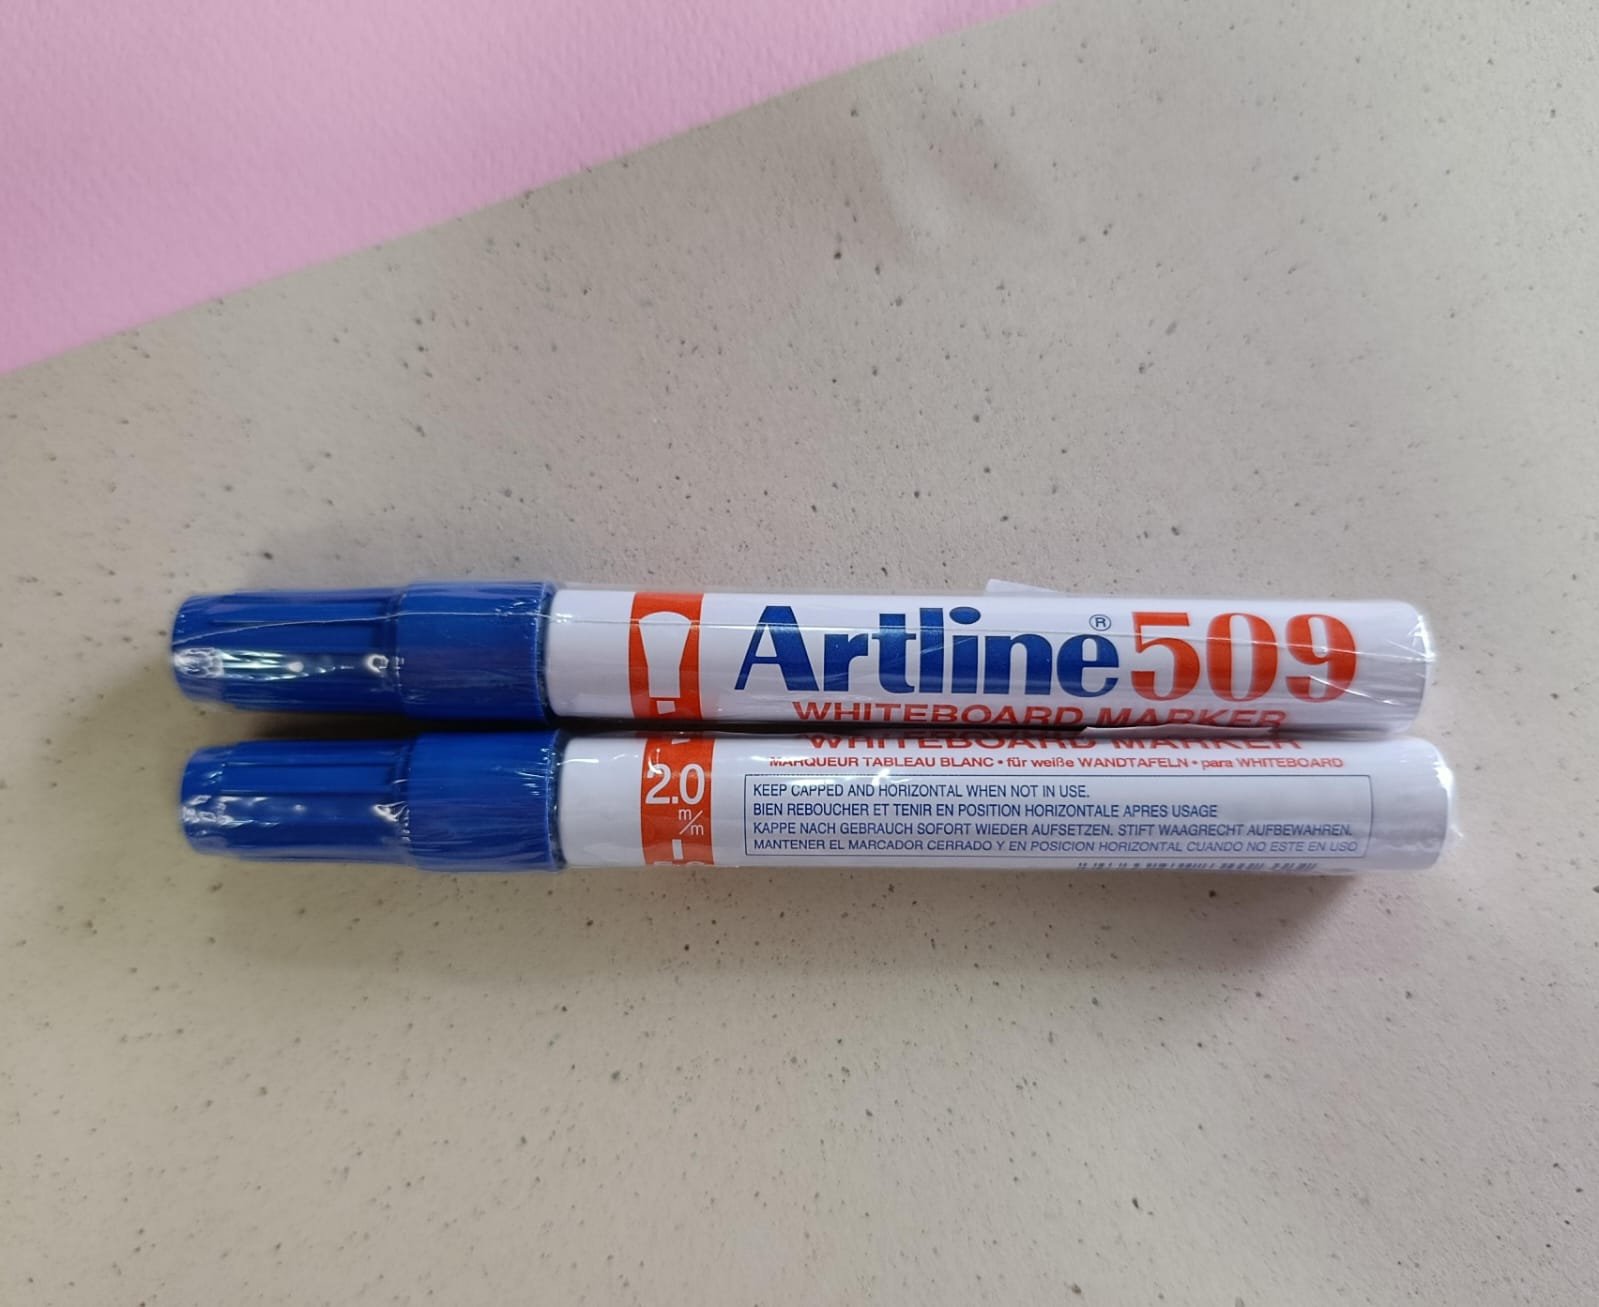 Artline® 509
WHITEBOARD MARKER
WHITEBOARD MARKER
MARQUEUR TABLEAU BLANC • für weiße WANDTAFELN • para WHITEBOARD
2.0
m/m
KEEP CAPPED AND HORIZONTAL WHEN NOT IN USE.
BIEN REBOUCHER ET TENIR EN POSITION HORIZONTALE APRES USAGE
KAPPE NACH GEBRAUCH SOFORT WIEDER AUFSETZEN. STIFT WAAGRECHT AUFBEWAHREN.
MANTENER EL MARCADOR CERRADO Y EN POSICION HORIZONTAL CUANDO NO ESTE EN USO